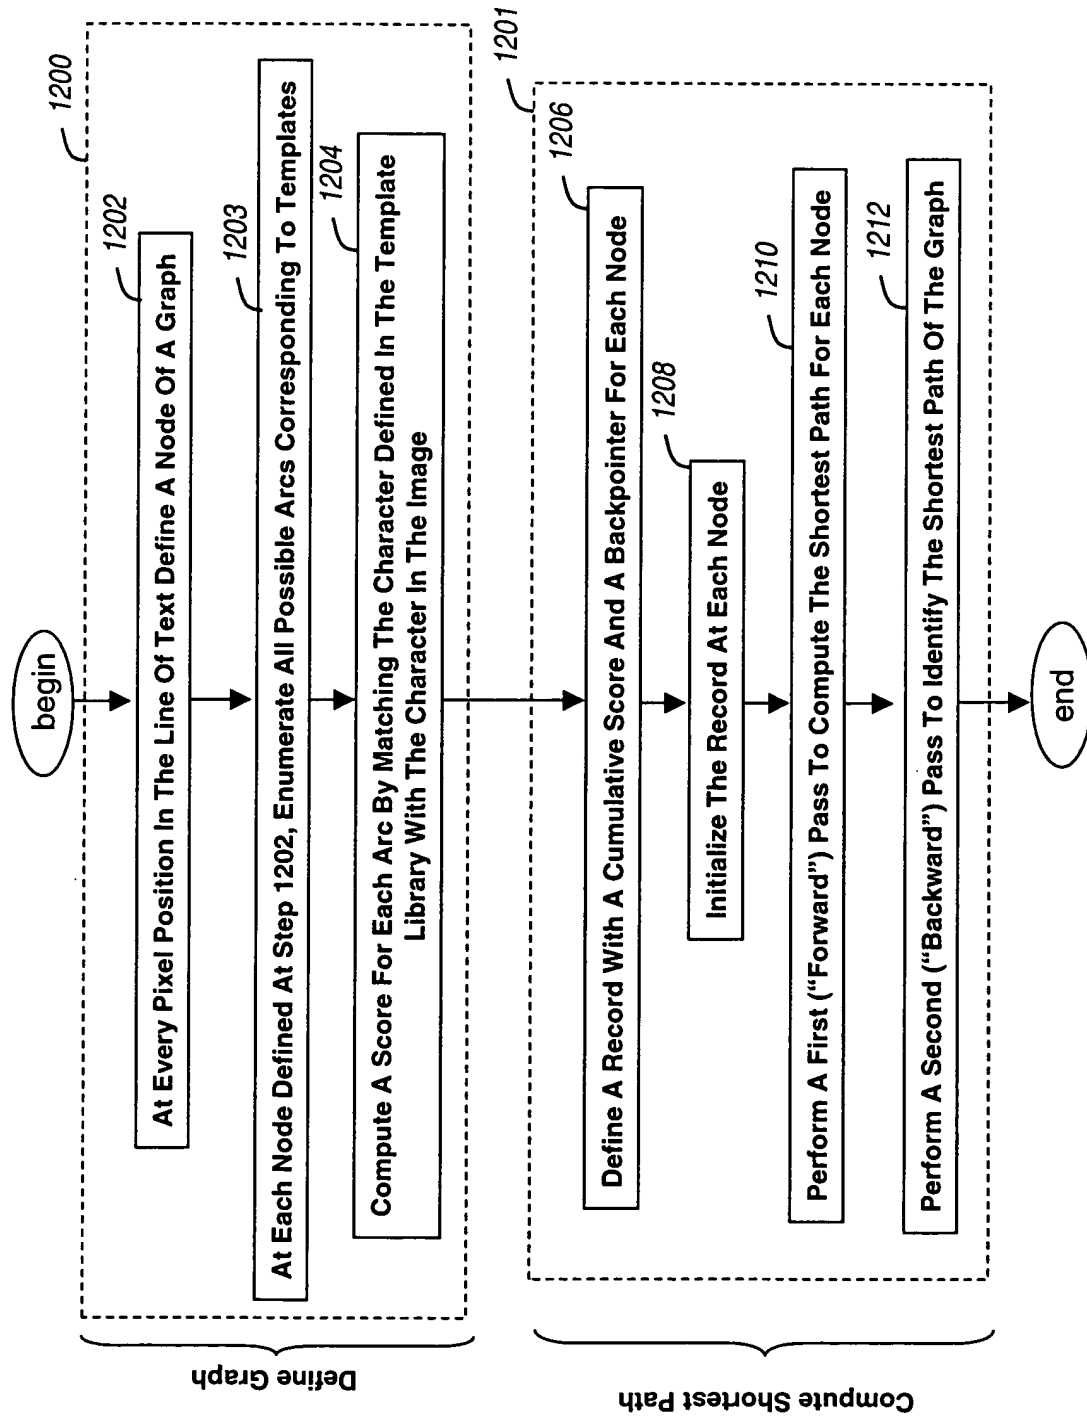 begin
1200
1202
At Every Pixel Position In The Line Of Text Define A Node Of A Graph
1203
At Each Node Defined At Step 1202, Enumerate All Possible Arcs Corresponding To Templates
1204
Compute A Score For Each Arc By Matching The Character Defined In The Template
Library With The Character In The Image
Define Graph
1201
1206
Define A Record With A Cumulative Score And A Backpointer For Each Node
1208
Initialize The Record At Each Node
1210
Perform A First (“Forward”) Pass To Compute The Shortest Path For Each Node
1212
Perform A Second (“Backward”) Pass To Identify The Shortest Path Of The Graph
Compute Shortest Path
end